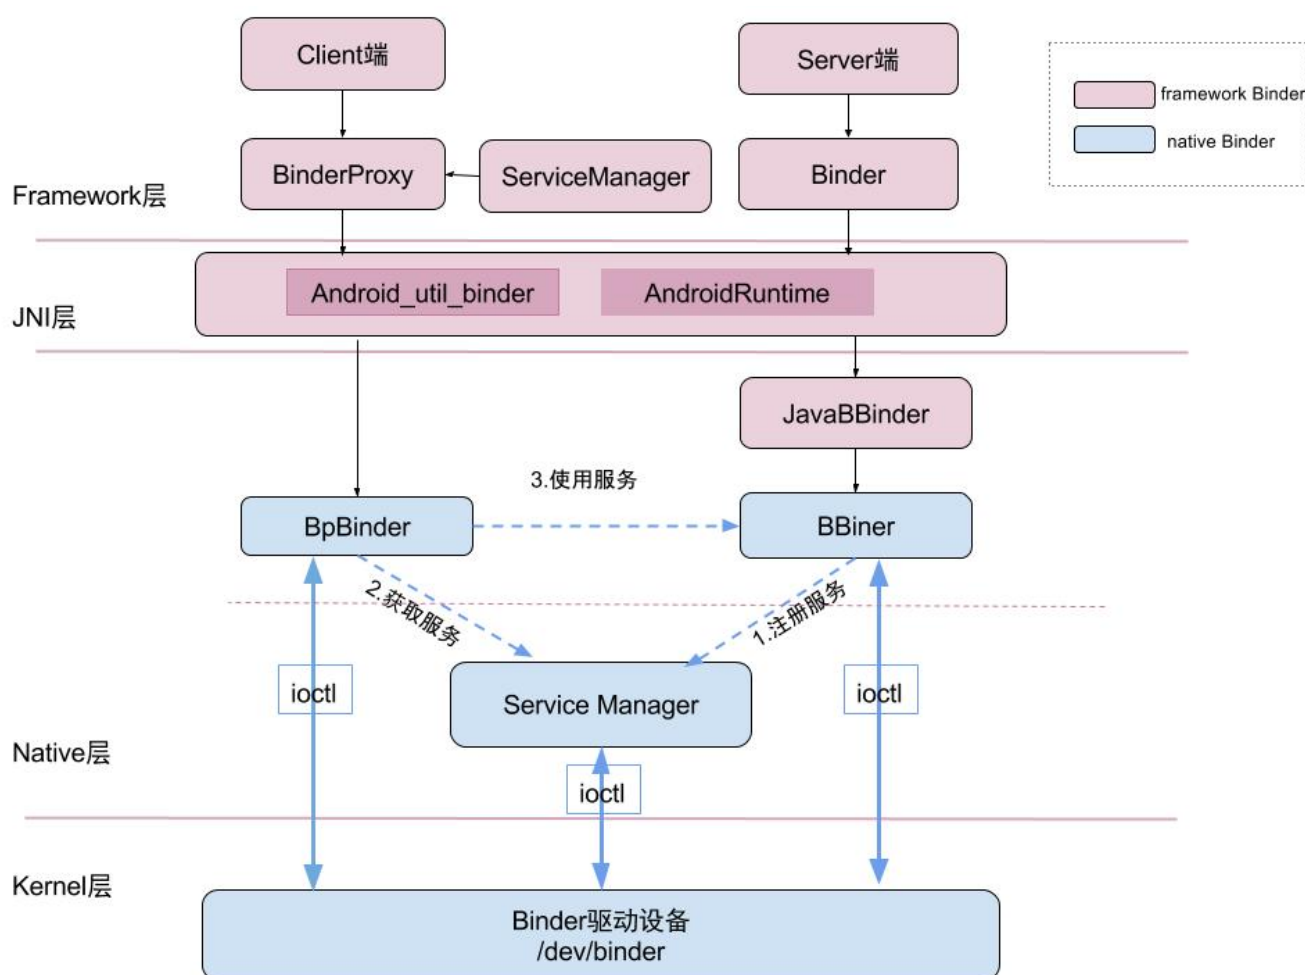 Client端
Server端
framework Binder
native Binder
BinderProxy
ServiceManager
Binder
Framework层
Android_util_binder
AndroidRuntime
JNI层
JavaBBinder
3.使用服务
BpBinder
BBiner
2.获取服务
1.注册服务
ioctl
Service Manager
ioctl
Native层
ioctl
Kernel层
Binder驱动设备
/dev/binder